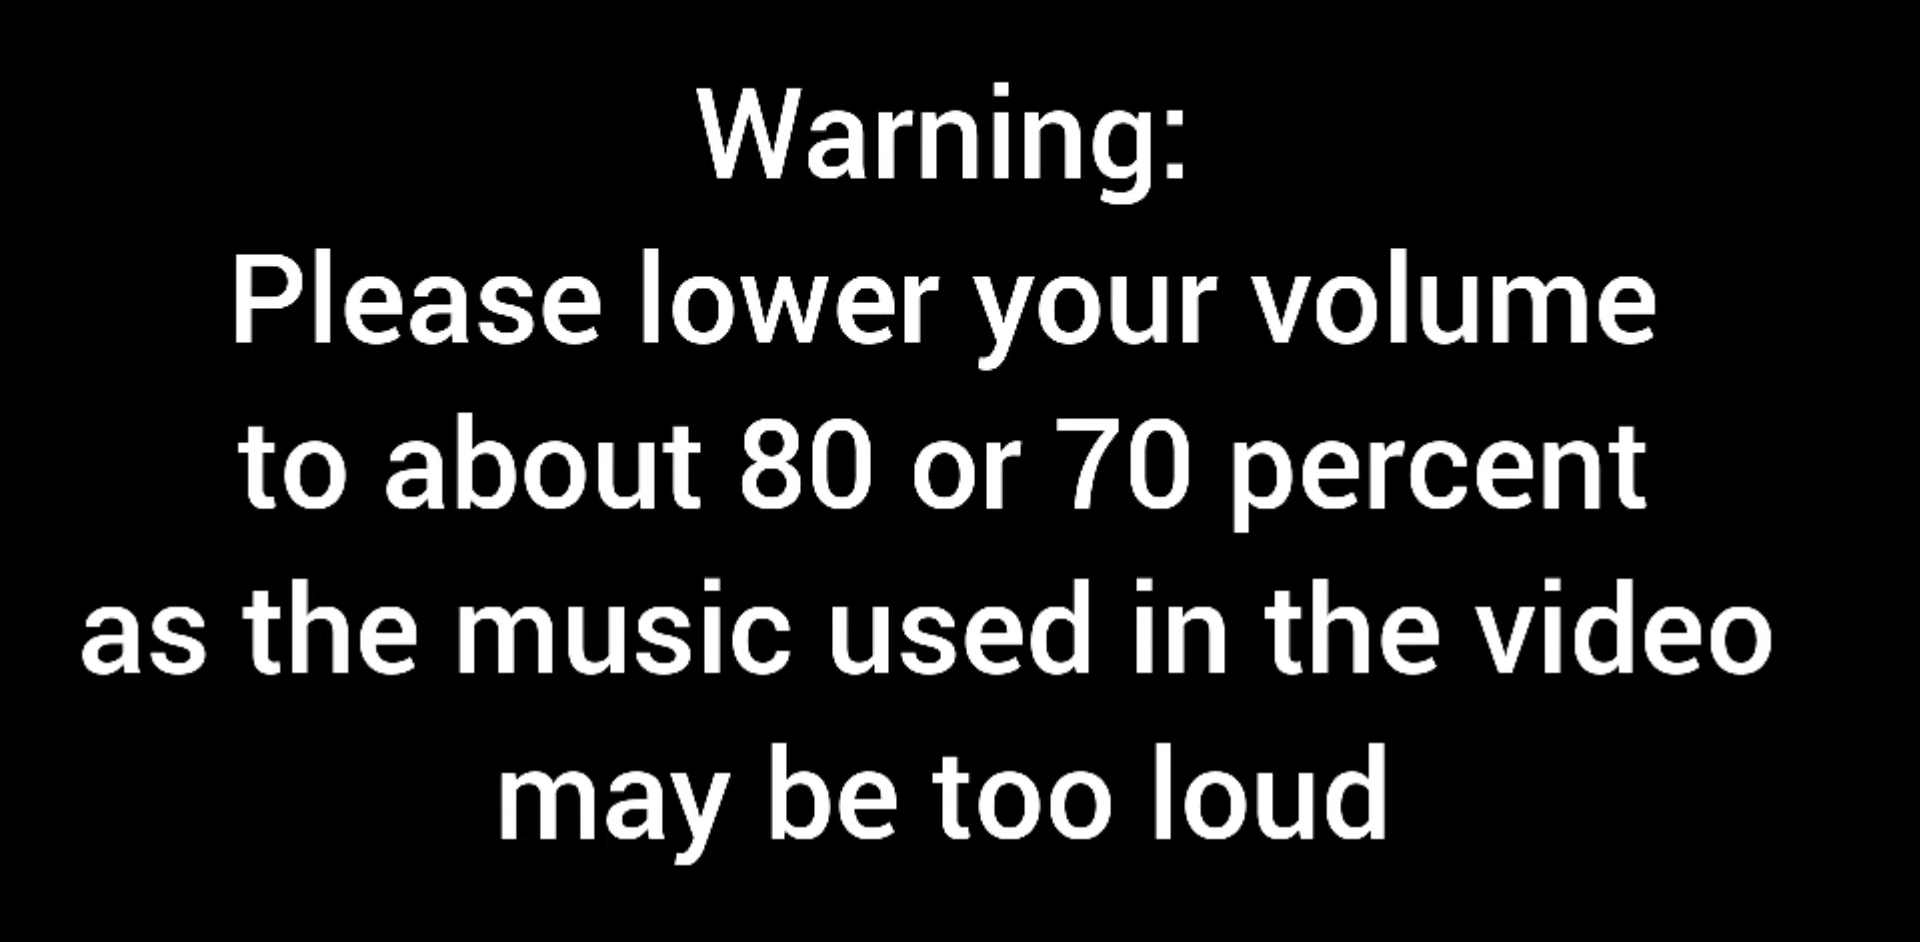 Warning:
Please lower your volume
to about 80 or 70 percent
as the music used in the video
may be too loud